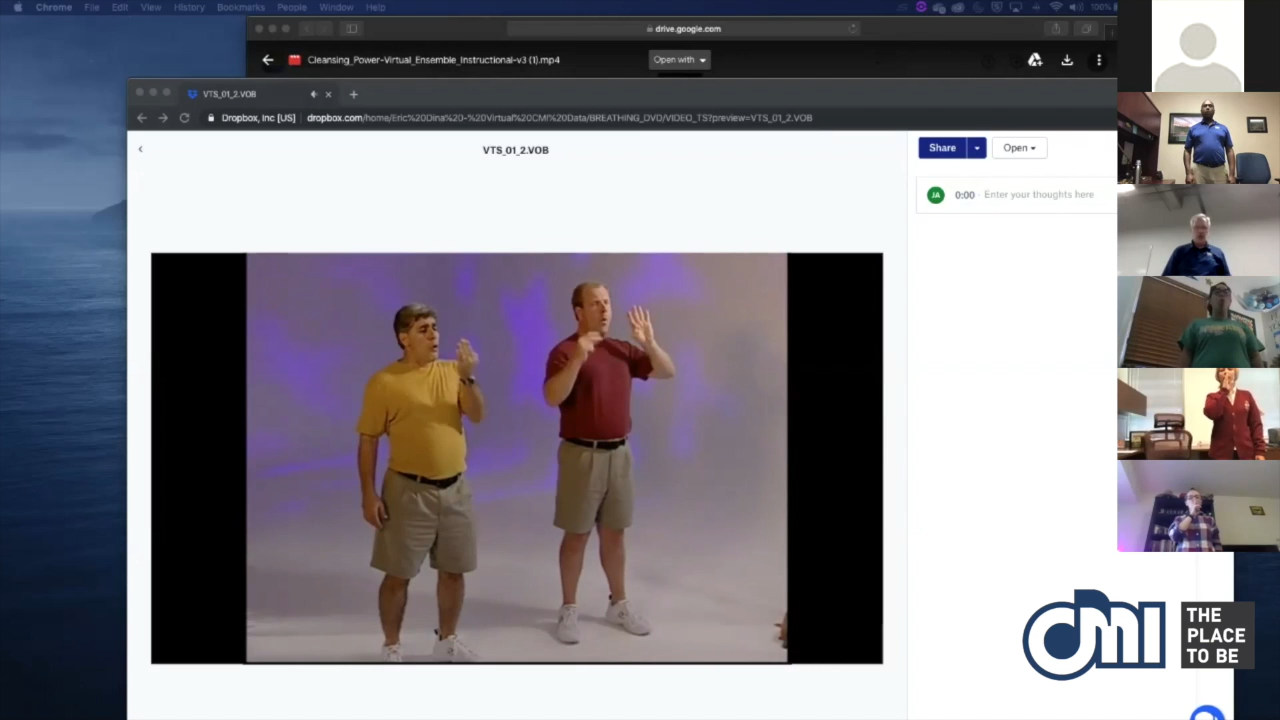 Chrome File Edit View History Bookmarks People Window Help 100%
drive.google.com
Cleansing_Power-Virtual_Ensemble_Instructional-v3 (1).mp4 Open with
VTS_01_2.VOB
Dropbox, Inc [US] dropbox.com/home/Eric%20Dina%20-%20Virtual%20CMI%20Data/BREATHING_DVD/VIDEO_TS?preview=VTS_01_2.VOB
VTS_01_2.VOB
Share Open
JA 0:00 Enter your thoughts here
cmi
THE
PLACE
TO BE